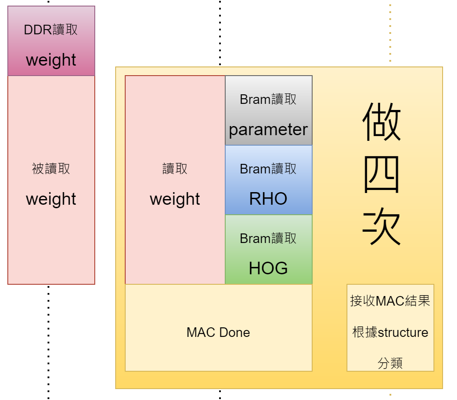 DDR讀取
weight
被讀取
weight
讀取
weight
Bram讀取
parameter
Bram讀取
RHO
Bram讀取
HOG
MAC Done
做
四
次
接收MAC結果
根據structure
分類